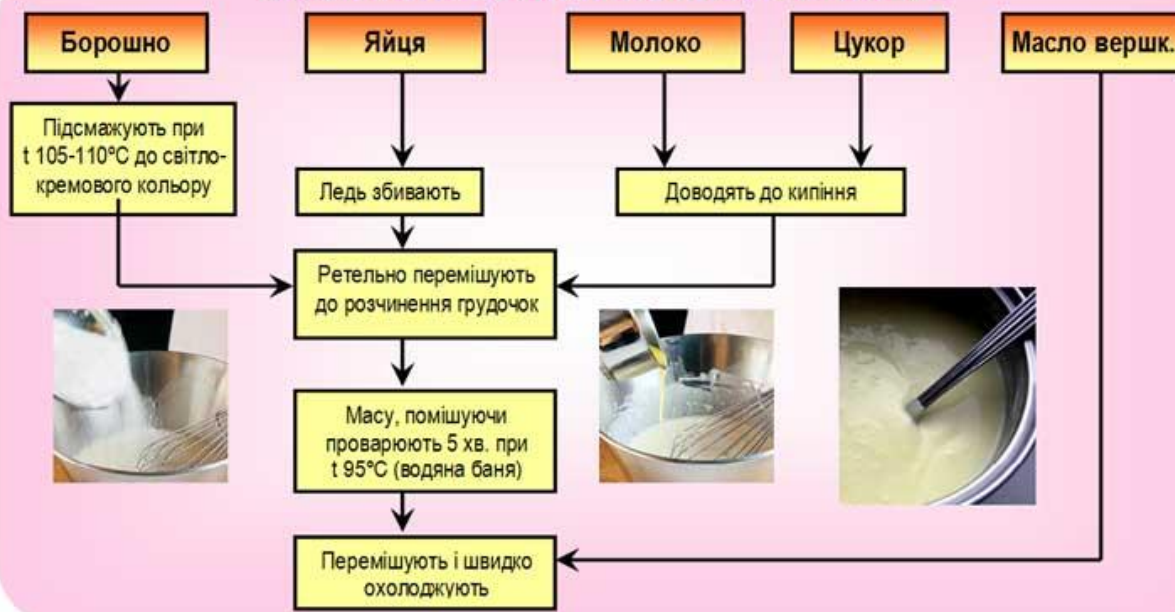 Борошно
Яйця
Молоко
Цукор
Масло вершк.
Підсмажують при
t 105-110°С до світло-
кремового кольору
Ледь збивають
Доводять до кипіння
Ретельно перемішують
до розчинення грудочок
Масу, помішуючи
проварюють 5 хв. при
t 95°С (водяна баня)
Перемішують і швидко
охолоджують